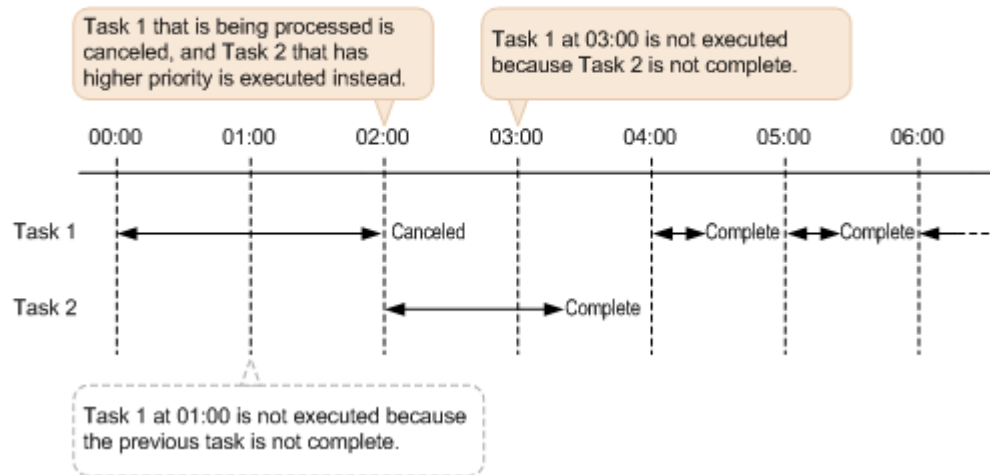 Task 1 that is being processed is
canceled, and Task 2 that has
higher priority is executed instead.
Task 1 at 03:00 is not executed
because Task 2 is not complete.
00:00 01:00 02:00 03:00 04:00 05:00 06:00
Task 1 Canceled Complete Complete
Task 2 Complete
Task 1 at 01:00 is not executed because
the previous task is not complete.